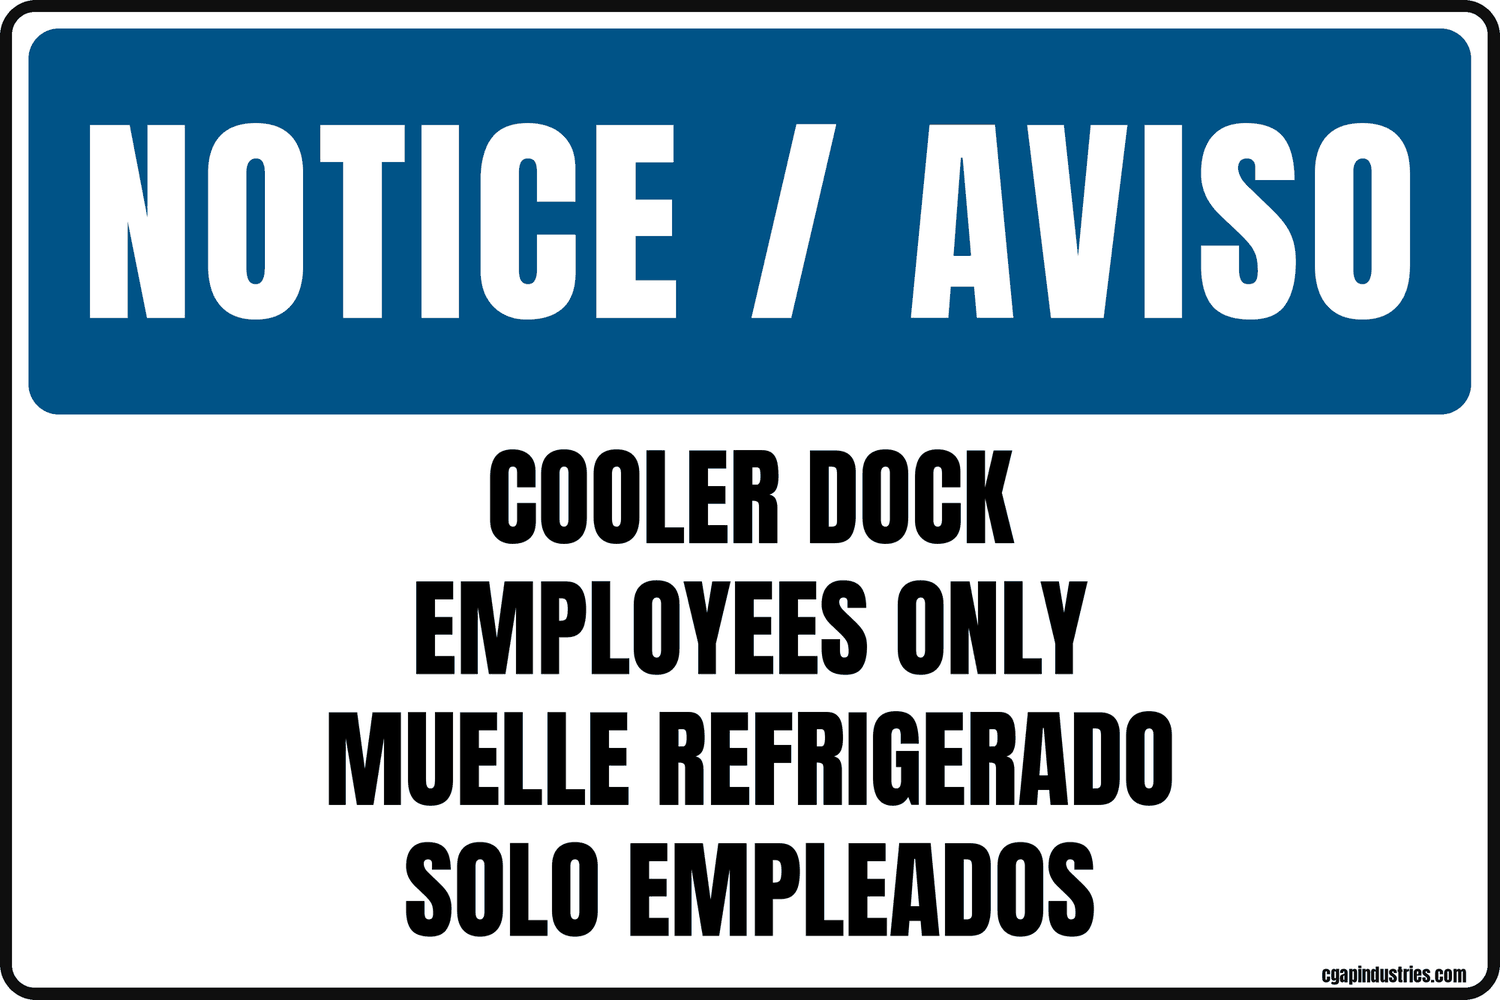 NOTICE / AVISO
COOLER DOCK
EMPLOYEES ONLY
MUELLE REFRIGERADO
SOLO EMPLEADOS
cgapindustries.com